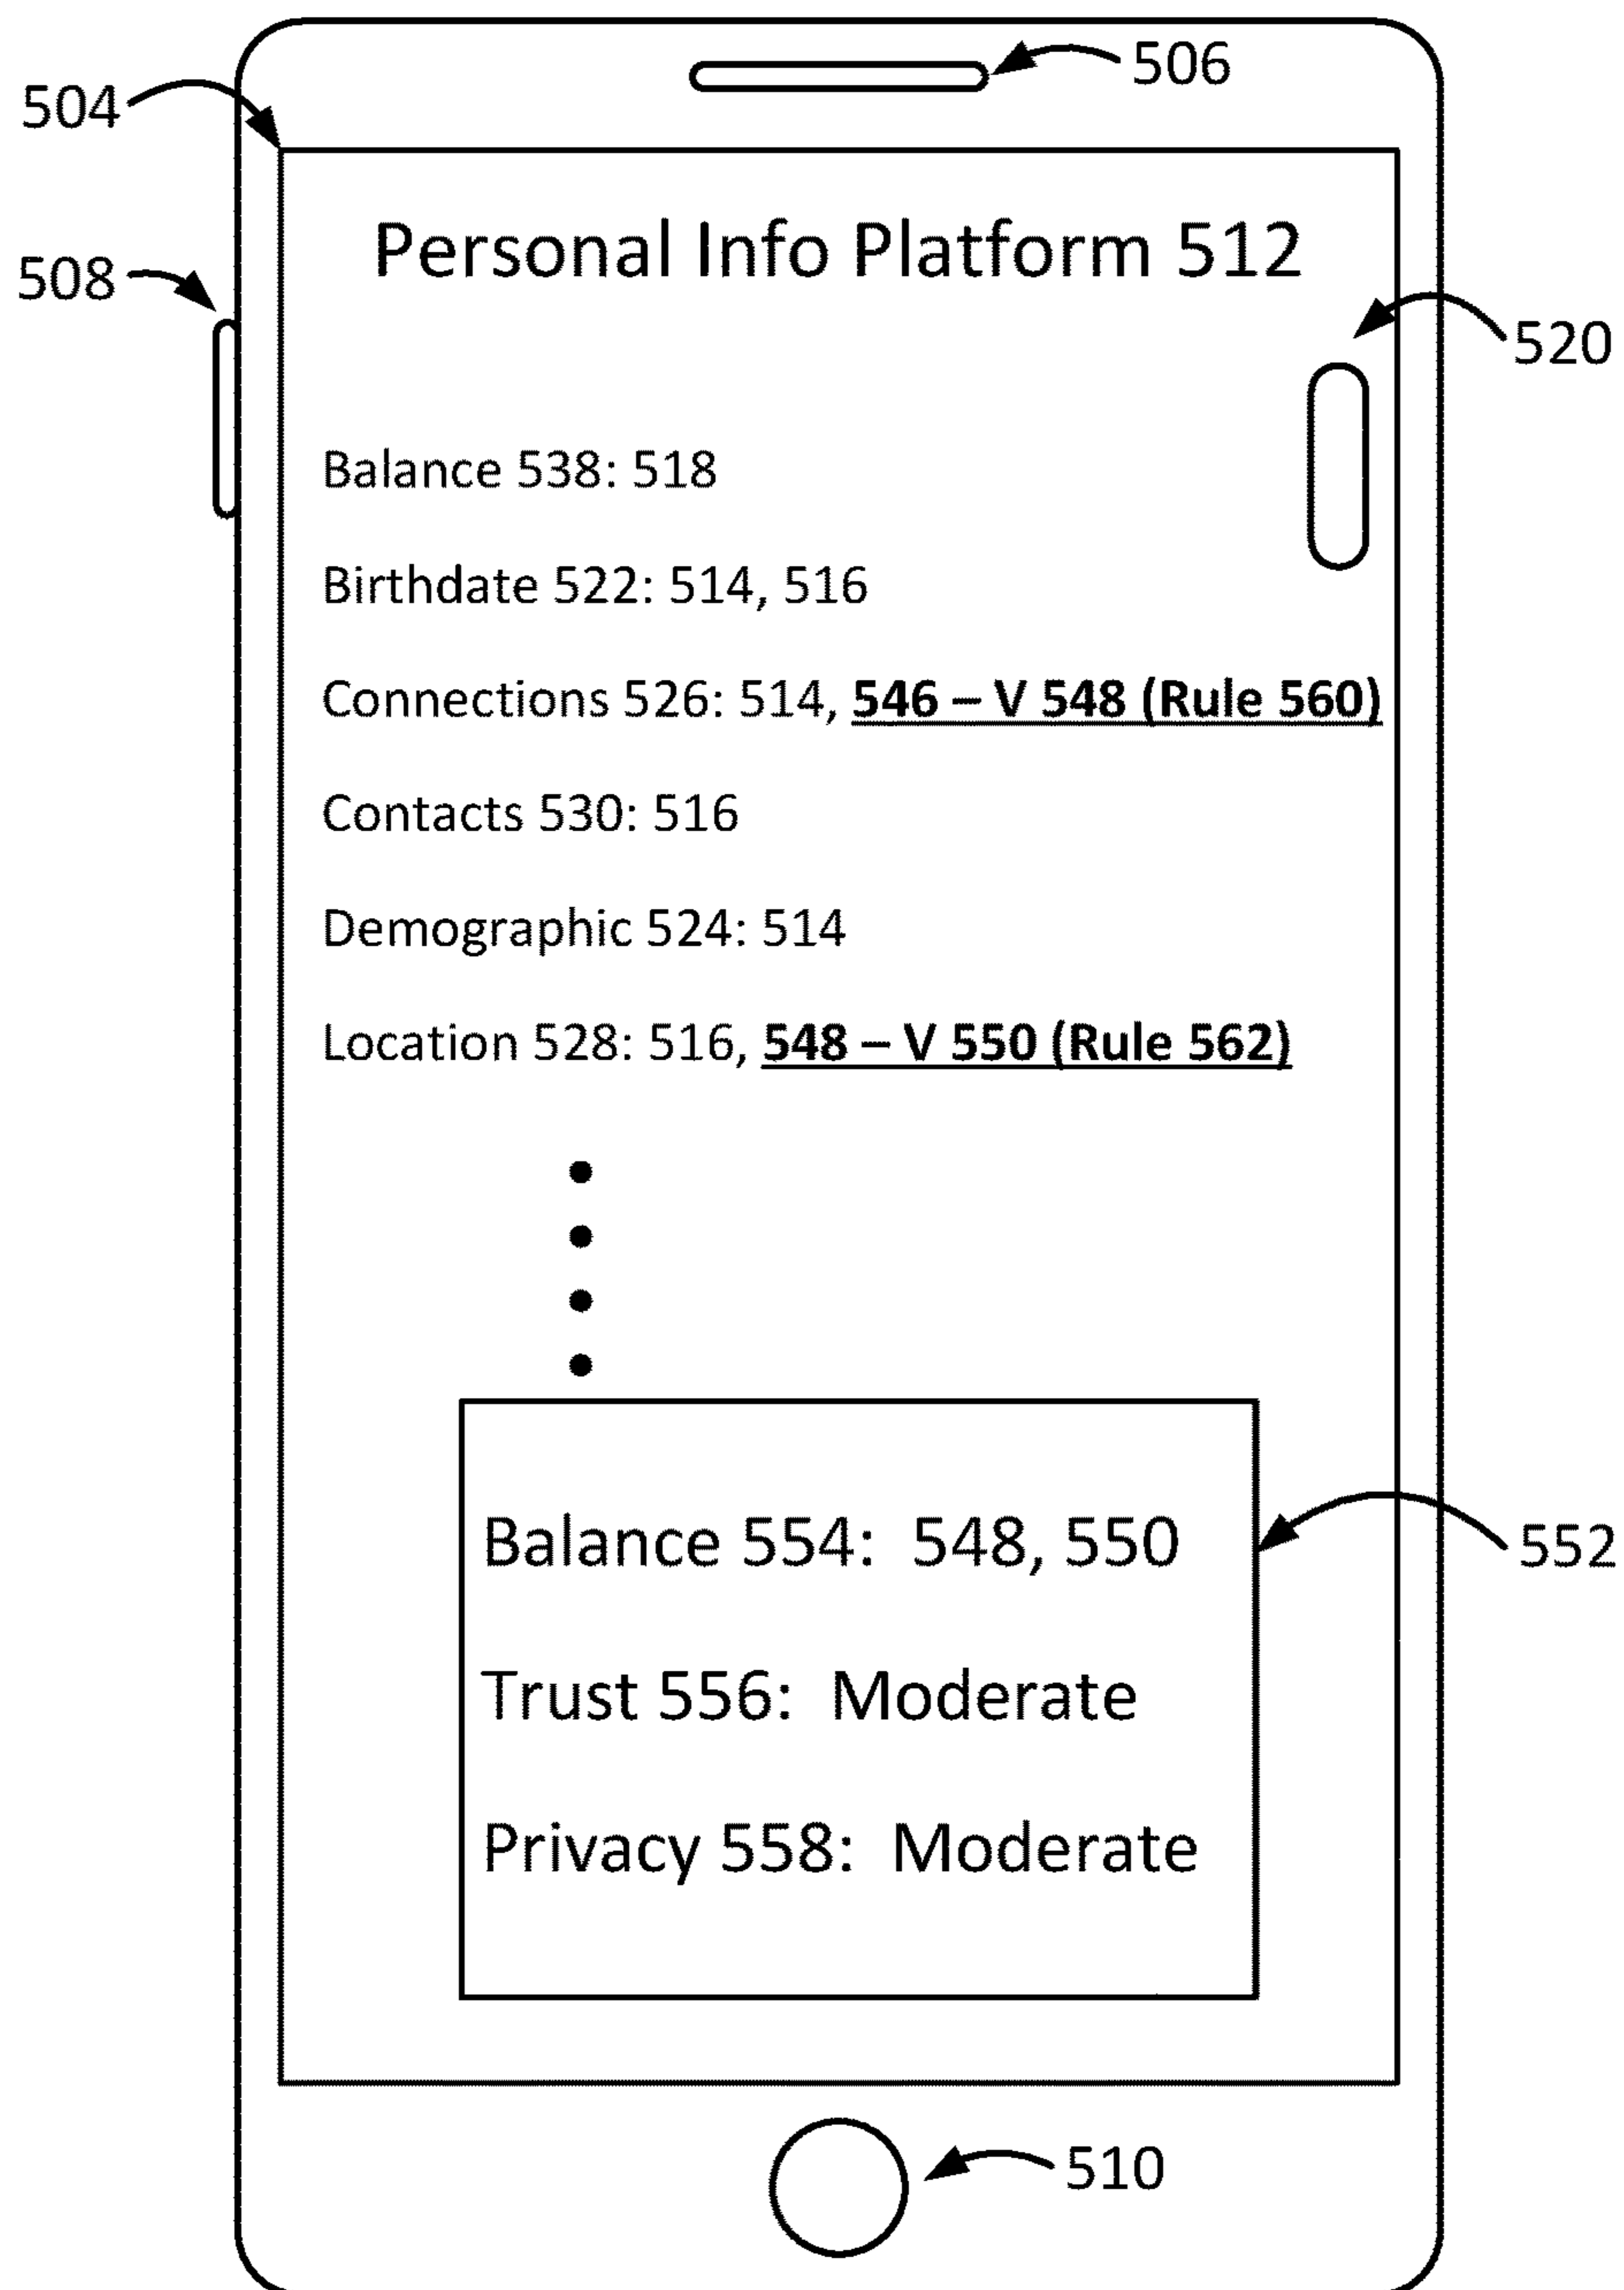 506
504
Personal Info Platform 512
508
520
Balance 538: 518
Birthdate 522: 514, 516
Connections 526: 514, 546 – V 548 (Rule 560)
Contacts 530: 516
Demographic 524: 514
Location 528: 516, 548 – V 550 (Rule 562)
Balance 554: 548, 550
552
Trust 556: Moderate
Privacy 558: Moderate
510